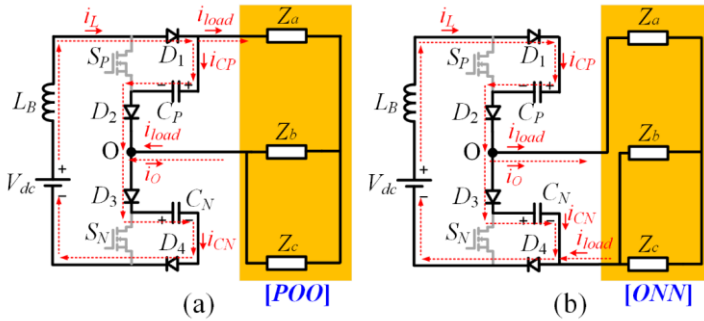 i_L
i_load
Z_a
S_P
D_1
i_CP
− +
C_P
L_B
D_2
i_load
Z_b
O
i_O
+
V_dc
−
D_3
C_N
+ −
S_N
i_CN
D_4
Z_c
(a)
[POO]
i_L
Z_a
S_P
D_1
i_CP
− +
C_P
L_B
D_2
i_load
Z_b
O
i_O
+
V_dc
−
D_3
C_N
+ −
i_CN
S_N
D_4
i_load
Z_c
(b)
[ONN]